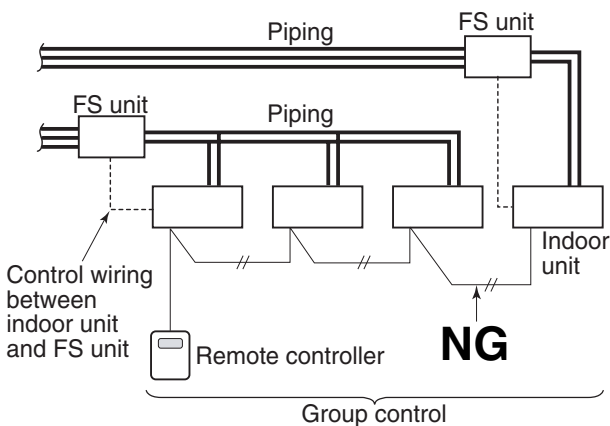 Piping
FS unit
FS unit
Piping
Indoor
unit
Control wiring
between
indoor unit
and FS unit
Remote controller
NG
Group control